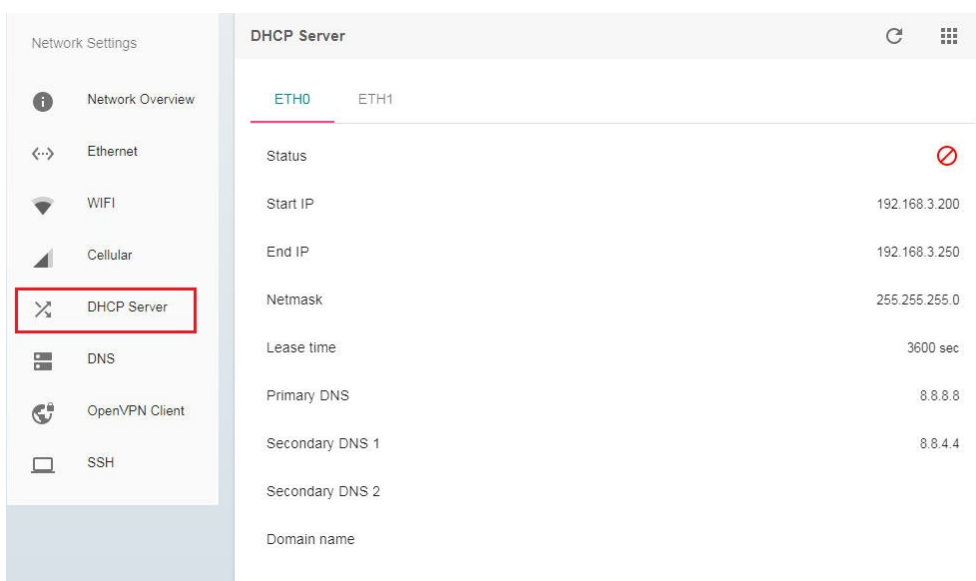 Network Settings
Network Overview
Ethernet
WIFI
Cellular
DHCP Server
DNS
OpenVPN Client
SSH
DHCP Server
ETH0 ETH1
Status
Start IP 192.168.3.200
End IP 192.168.3.250
Netmask 255.255.255.0
Lease time 3600 sec
Primary DNS 8.8.8.8
Secondary DNS 1 8.8.4.4
Secondary DNS 2
Domain name